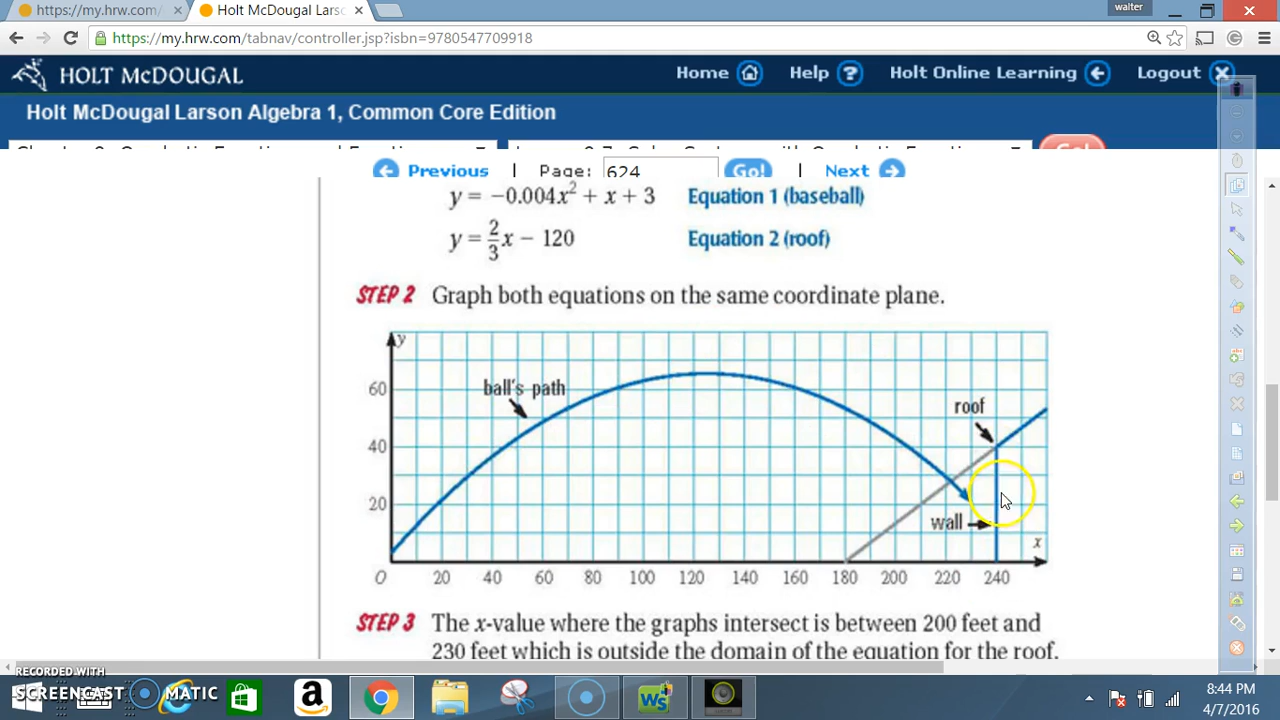 walter
https://my.hrw.com/tabnav/
Holt McDougal Lars
https://my.hrw.com/tabnav/controller.jsp?isbn=9780547709918
HOLT McDOUGAL
Home
Help ?
Holt Online Learning
Logout
Holt McDougal Larson Algebra 1, Common Core Edition
Previous | Page: 624 Go! | Next
y = −0.004x² + x + 3 Equation 1 (baseball)
y = 2/3 x − 120 Equation 2 (roof)
STEP 2 Graph both equations on the same coordinate plane.
y
60
ball's path
roof
40
20
wall
x
O 20 40 60 80 100 120 140 160 180 200 220 240
STEP 3 The x-value where the graphs intersect is between 200 feet and
230 feet which is outside the domain of the equation for the roof.
RECORDED WITH
SCREENCAST MATIC
WS
8:44 PM
4/7/2016